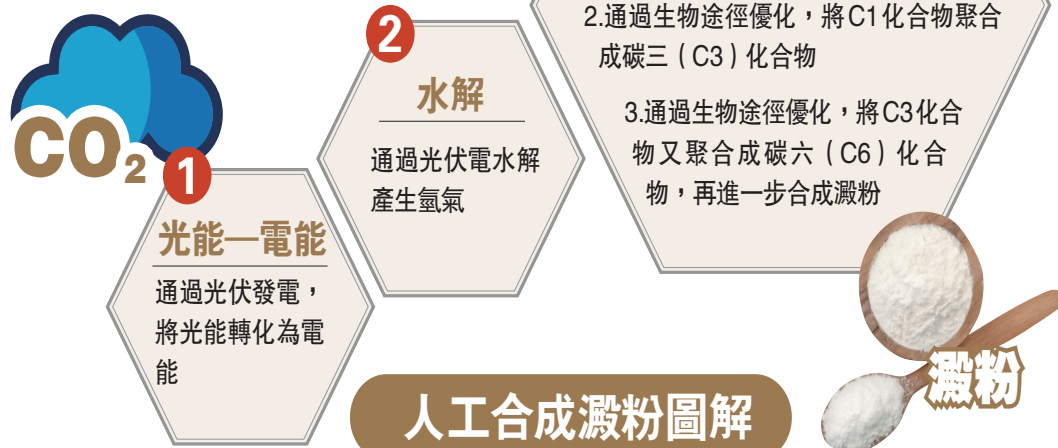 CO2
1
光能—電能
通過光伏發電，
將光能轉化為電
能
2
水解
通過光伏電水解
產生氫氣
2.通過生物途徑優化，將C1化合物聚合
成碳三（C3）化合物
3.通過生物途徑優化，將C3化合
物又聚合成碳六（C6）化合
物，再進一步合成澱粉
澱粉
人工合成澱粉圖解